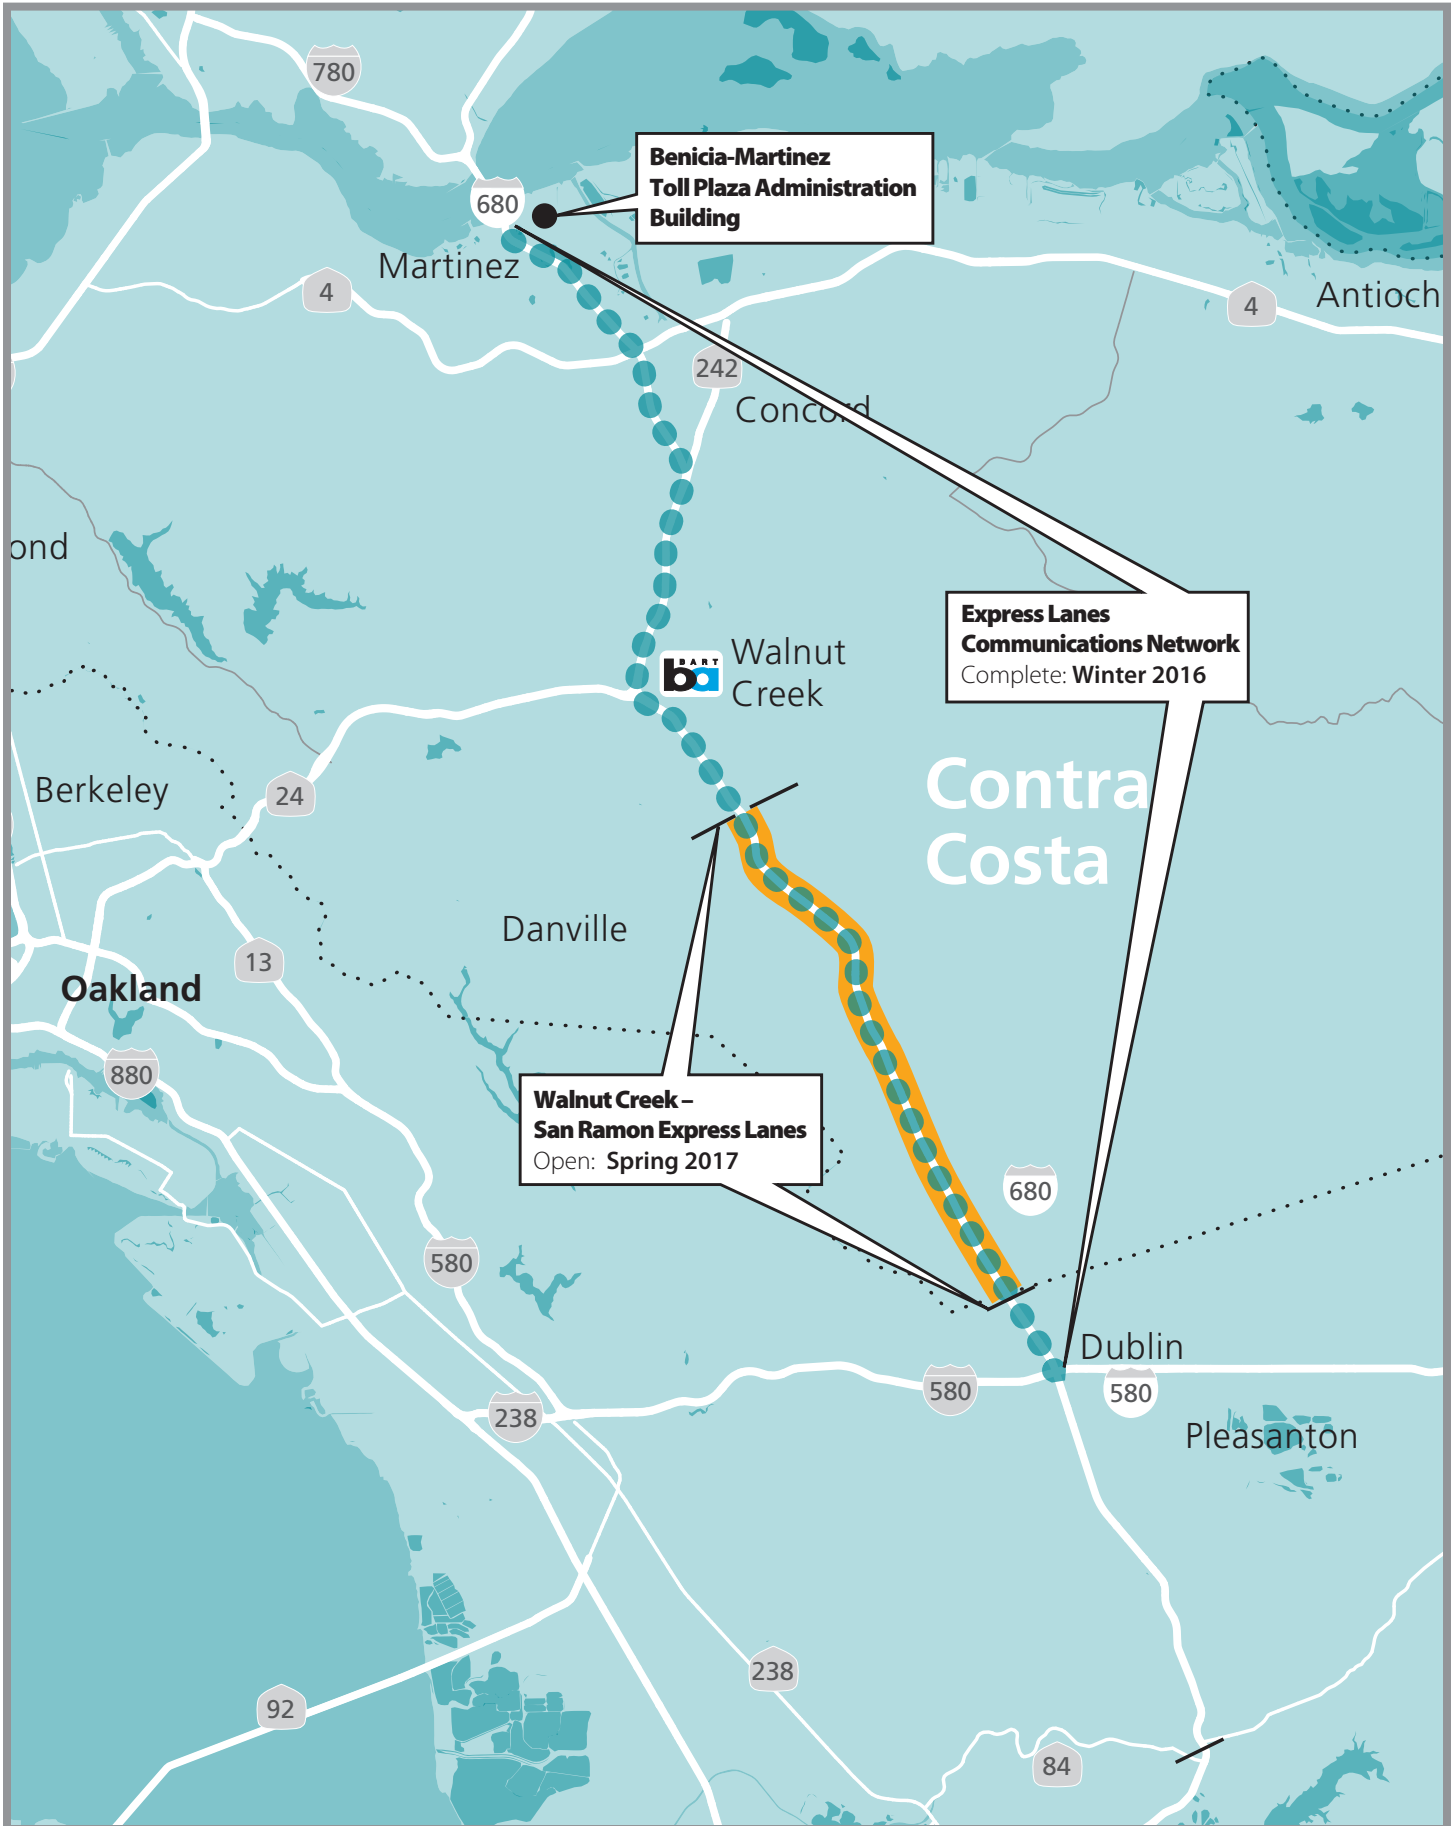 780
Benicia-Martinez
Toll Plaza Administration
Building
680
Martinez
4
4
Antioch
242
Concord
ond
Express Lanes
Communications Network
Complete: Winter 2016
BART
ba
Walnut
Creek
Contra
Costa
Berkeley
24
Danville
13
Oakland
880
Walnut Creek –
San Ramon Express Lanes
Open: Spring 2017
680
580
Dublin
580
580
238
Pleasanton
238
92
84